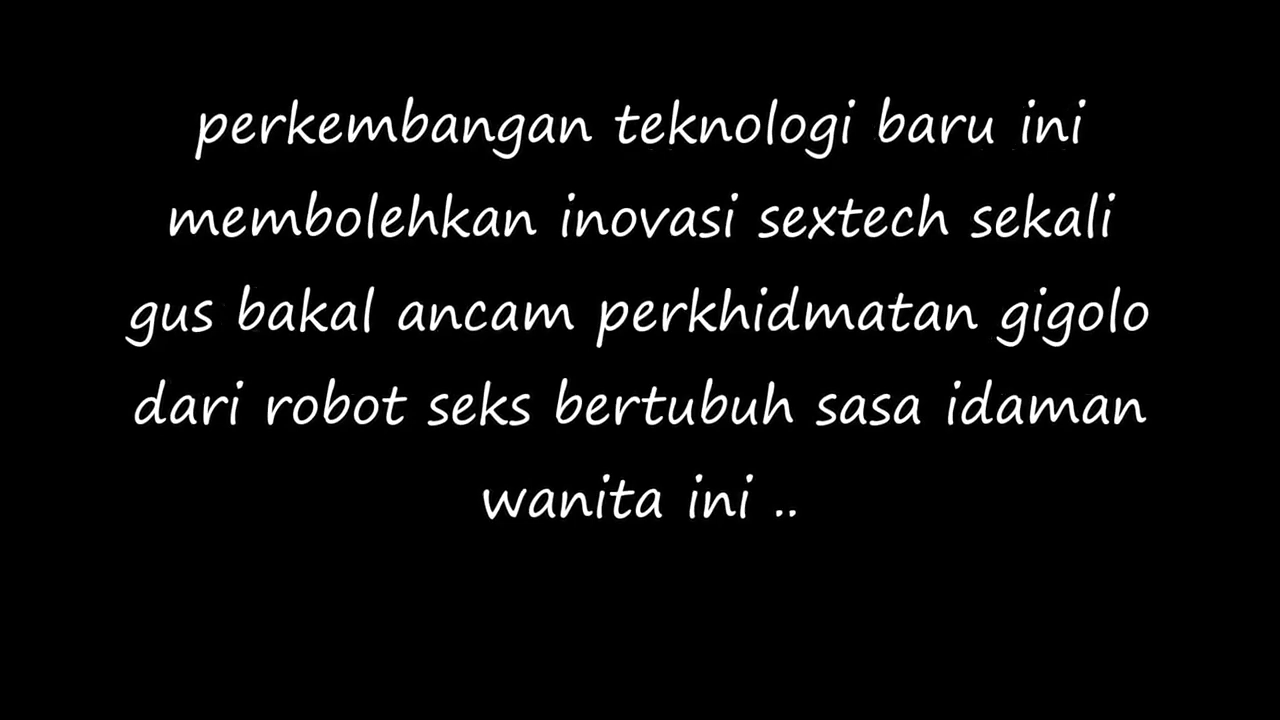 perkembangan teknologi baru ini
membolehkan inovasi sextech sekali
gus bakal ancam perkhidmatan gigolo
dari robot seks bertubuh sasa idaman
wanita ini ..